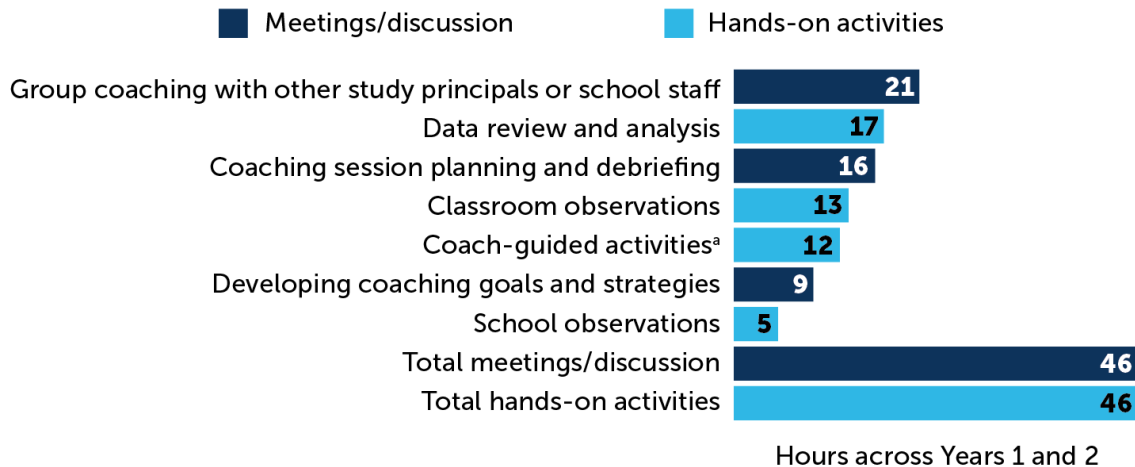 Meetings/discussion Hands-on activities
Group coaching with other study principals or school staff 21
Data review and analysis 17
Coaching session planning and debriefing 16
Classroom observations 13
Coach-guided activitiesᵃ 12
Developing coaching goals and strategies 9
School observations 5
Total meetings/discussion 46
Total hands-on activities 46
Hours across Years 1 and 2